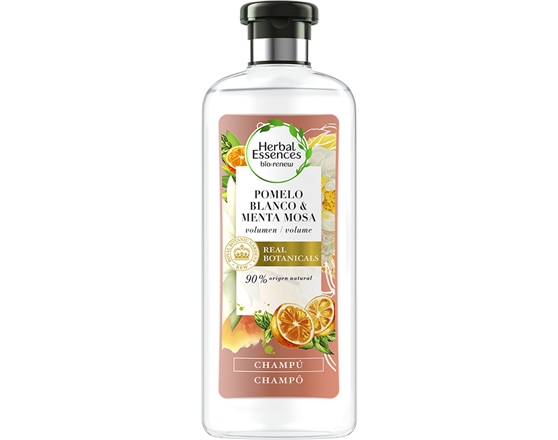 Herbal
Essences
bio:renew
POMELO
BLANCO &
MENTA MOSA
volumen / volume
REAL
BOTANICALS
90% origen natural
CHAMPÚ
CHAMPÔ